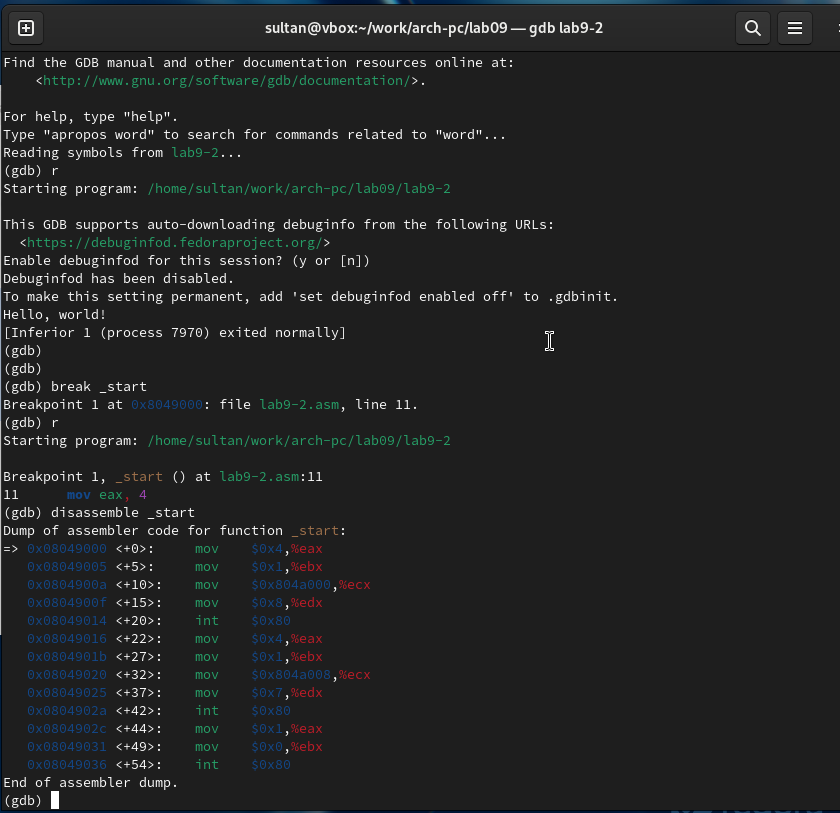 sultan@vbox:~/work/arch-pc/lab09 — gdb lab9-2
Find the GDB manual and other documentation resources online at:
    <http://www.gnu.org/software/gdb/documentation/>.

For help, type "help".
Type "apropos word" to search for commands related to "word"...
Reading symbols from lab9-2...
(gdb) r
Starting program: /home/sultan/work/arch-pc/lab09/lab9-2

This GDB supports auto-downloading debuginfo from the following URLs:
  <https://debuginfod.fedoraproject.org/>
Enable debuginfod for this session? (y or [n])
Debuginfod has been disabled.
To make this setting permanent, add 'set debuginfod enabled off' to .gdbinit.
Hello, world!
[Inferior 1 (process 7970) exited normally]
(gdb)
(gdb)
(gdb) break _start
Breakpoint 1 at 0x8049000: file lab9-2.asm, line 11.
(gdb) r
Starting program: /home/sultan/work/arch-pc/lab09/lab9-2

Breakpoint 1, _start () at lab9-2.asm:11
11      mov eax, 4
(gdb) disassemble _start
Dump of assembler code for function _start:
=> 0x08049000 <+0>:     mov    $0x4,%eax
   0x08049005 <+5>:     mov    $0x1,%ebx
   0x0804900a <+10>:    mov    $0x804a000,%ecx
   0x0804900f <+15>:    mov    $0x8,%edx
   0x08049014 <+20>:    int    $0x80
   0x08049016 <+22>:    mov    $0x4,%eax
   0x0804901b <+27>:    mov    $0x1,%ebx
   0x08049020 <+32>:    mov    $0x804a008,%ecx
   0x08049025 <+37>:    mov    $0x7,%edx
   0x0804902a <+42>:    int    $0x80
   0x0804902c <+44>:    mov    $0x1,%eax
   0x08049031 <+49>:    mov    $0x0,%ebx
   0x08049036 <+54>:    int    $0x80
End of assembler dump.
(gdb)